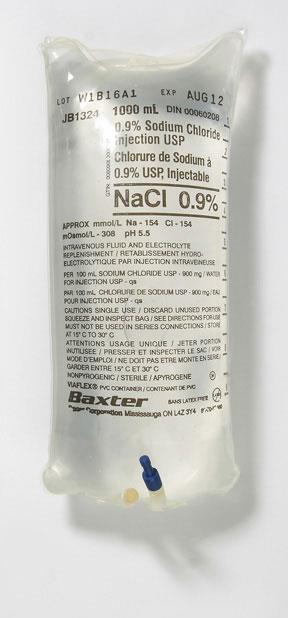 LOT W1B16A1 EXP AUG 12
JB1324 1000 mL DIN 00060208
0.9% Sodium Chloride
Injection USP
Chlorure de Sodium à
0.9% USP, Injectable
NaCl 0.9%
APPROX mmol/L Na - 154 Cl - 154
mOsmol/L - 308 pH 5.5
INTRAVENOUS FLUID AND ELECTROLYTE
REPLENISHMENT / RÉTABLISSEMENT HYDRO-
ÉLECTROLYTIQUE PAR INJECTION INTRAVEINEUSE
PER 100 mL SODIUM CHLORIDE USP - 900 mg / WATER
FOR INJECTION USP - qs
PAR 100 mL CHLORURE DE SODIUM USP - 900 mg / EAU
POUR INJECTION USP - qs
CAUTIONS SINGLE USE / DISCARD UNUSED PORTION
SQUEEZE AND INSPECT BAG / SEE DIRECTIONS FOR USE
MUST NOT BE USED IN SERIES CONNECTIONS / STORE
AT 15°C TO 30°C
ATTENTIONS USAGE UNIQUE / JETER PORTION
INUTILISÉE / PRESSER ET INSPECTER LE SAC / VOIR
MODE D'EMPLOI / NE DOIT PAS ETRE MONTÉ EN SERIE
GARDER ENTRE 15°C ET 30°C
NONPYROGENIC / STERILE / APYROGENE
VIAFLEX® PVC CONTAINER / CONTENANT DE PVC
Baxter SANS LATEX FREE
Corporation Mississauga ON L4Z 3Y4